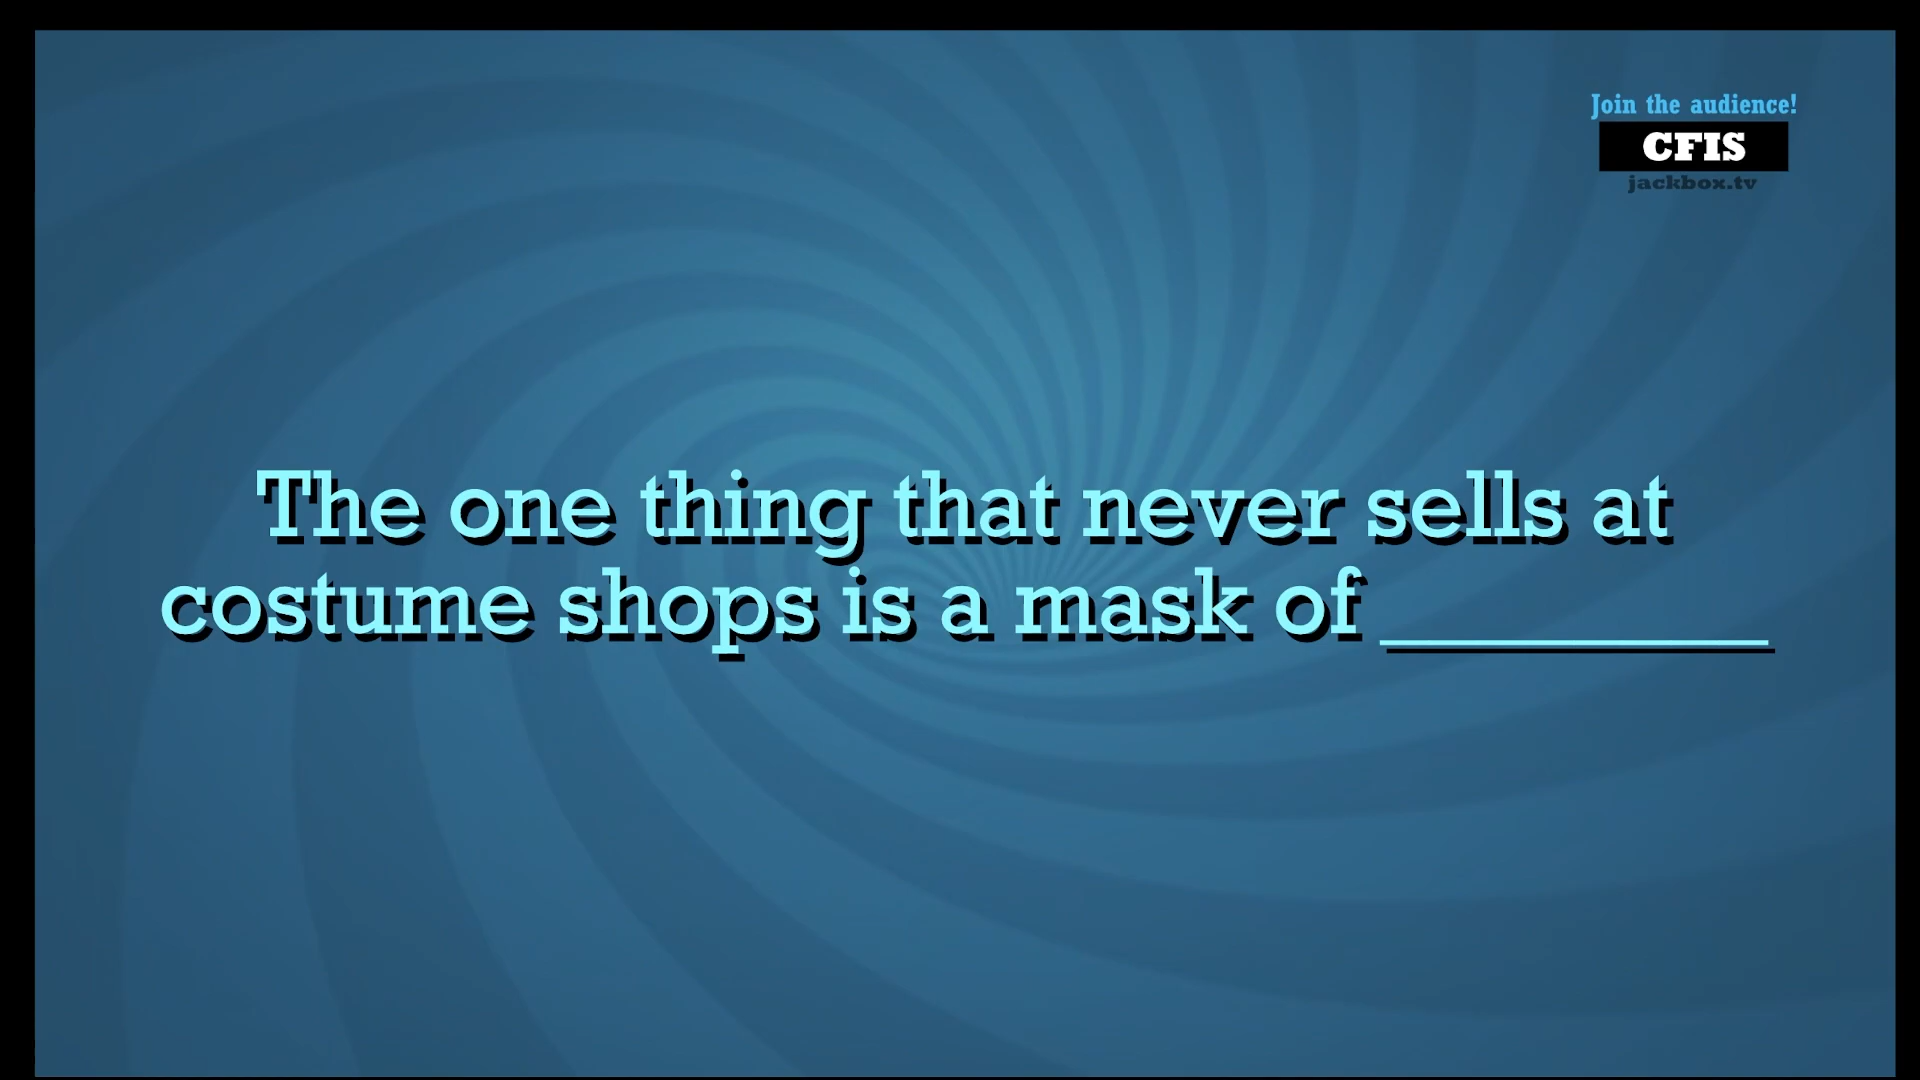 Join the audience!
CFIS
jackbox.tv
The one thing that never sells at
costume shops is a mask of ________